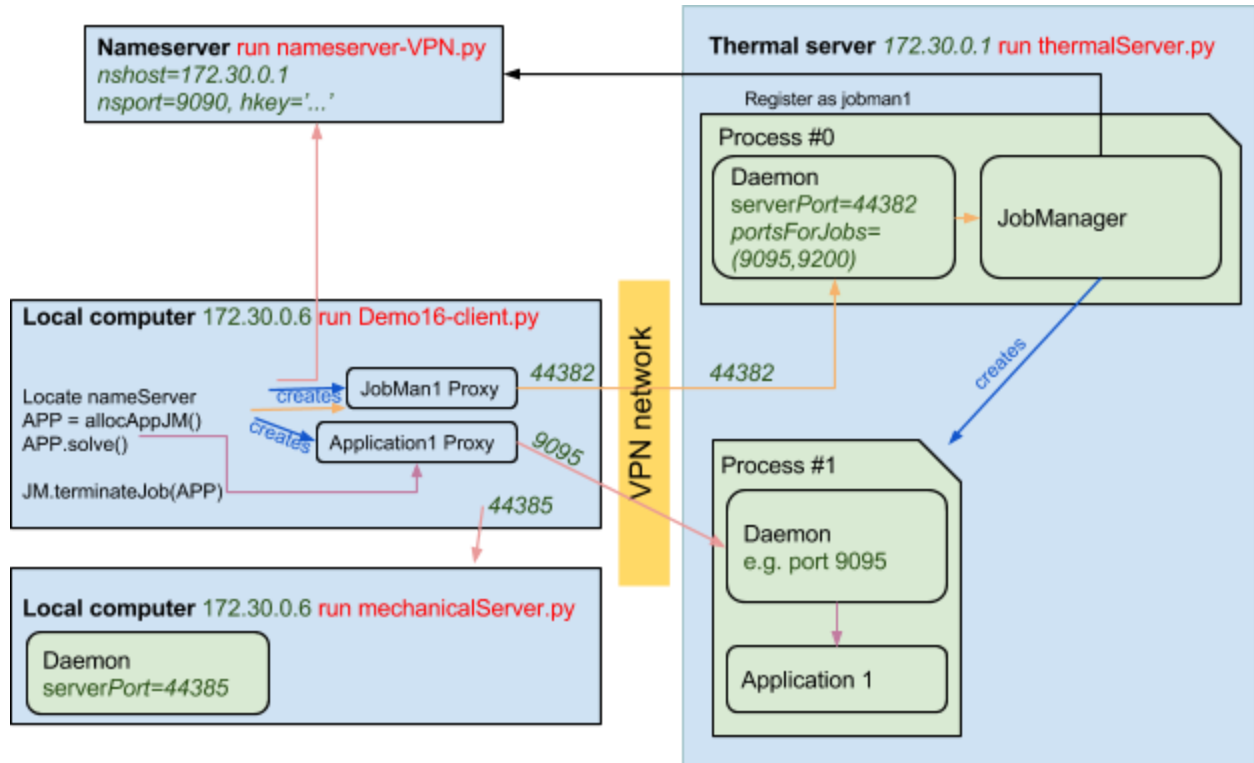 Nameserver run nameserver-VPN.py
nshost=172.30.0.1
nsport=9090, hkey='...'
Thermal server 172.30.0.1 run thermalServer.py
Register as jobman1
Process #0
Daemon
serverPort=44382
portsForJobs=
(9095,9200)
JobManager
creates
Local computer 172.30.0.6 run Demo16-client.py
Locate nameServer
APP = allocAppJM()
APP.solve()
JM.terminateJob(APP)
creates
JobMan1 Proxy
creates
Application1 Proxy
44382
44382
9095
44385
VPN network
Process #1
Daemon
e.g. port 9095
Application 1
Local computer 172.30.0.6 run mechanicalServer.py
Daemon
serverPort=44385